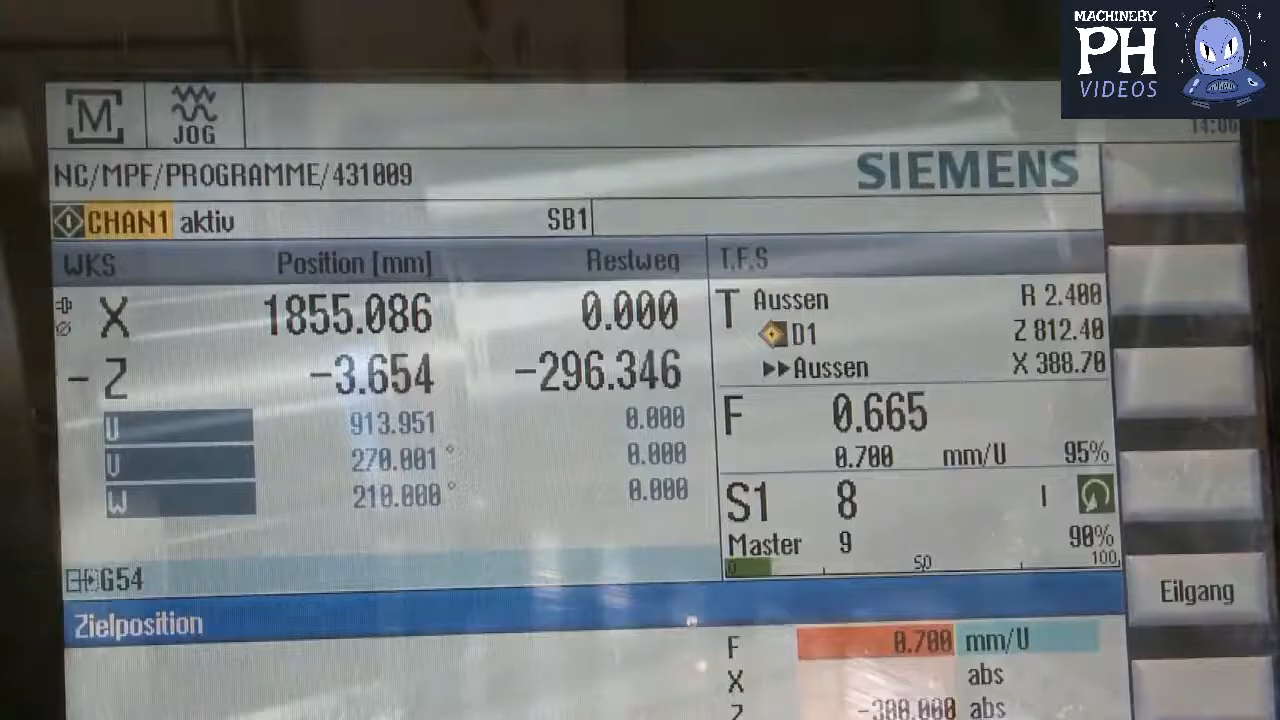 MACHINERY
PH
VIDEOS
M
JOG
14:06
NC/MPF/PROGRAMME/431009
SIEMENS
CHAN1 aktiv SB1
WKS Position [mm] Restweg T,F,S
X 1855.086 0.000 T Aussen R 2.400
D1 Z 812.40
- Z -3.654 -296.346 Aussen X 388.70
U 913.951 0.000 F 0.665
V 270.001 ° 0.000 0.700 mm/U 95%
W 210.000 ° 0.000 S1 8 I
Master 9 90%
0 50 100
G54
Eilgang
Zielposition
F 0.700 mm/U
X abs
Z -300.000 abs